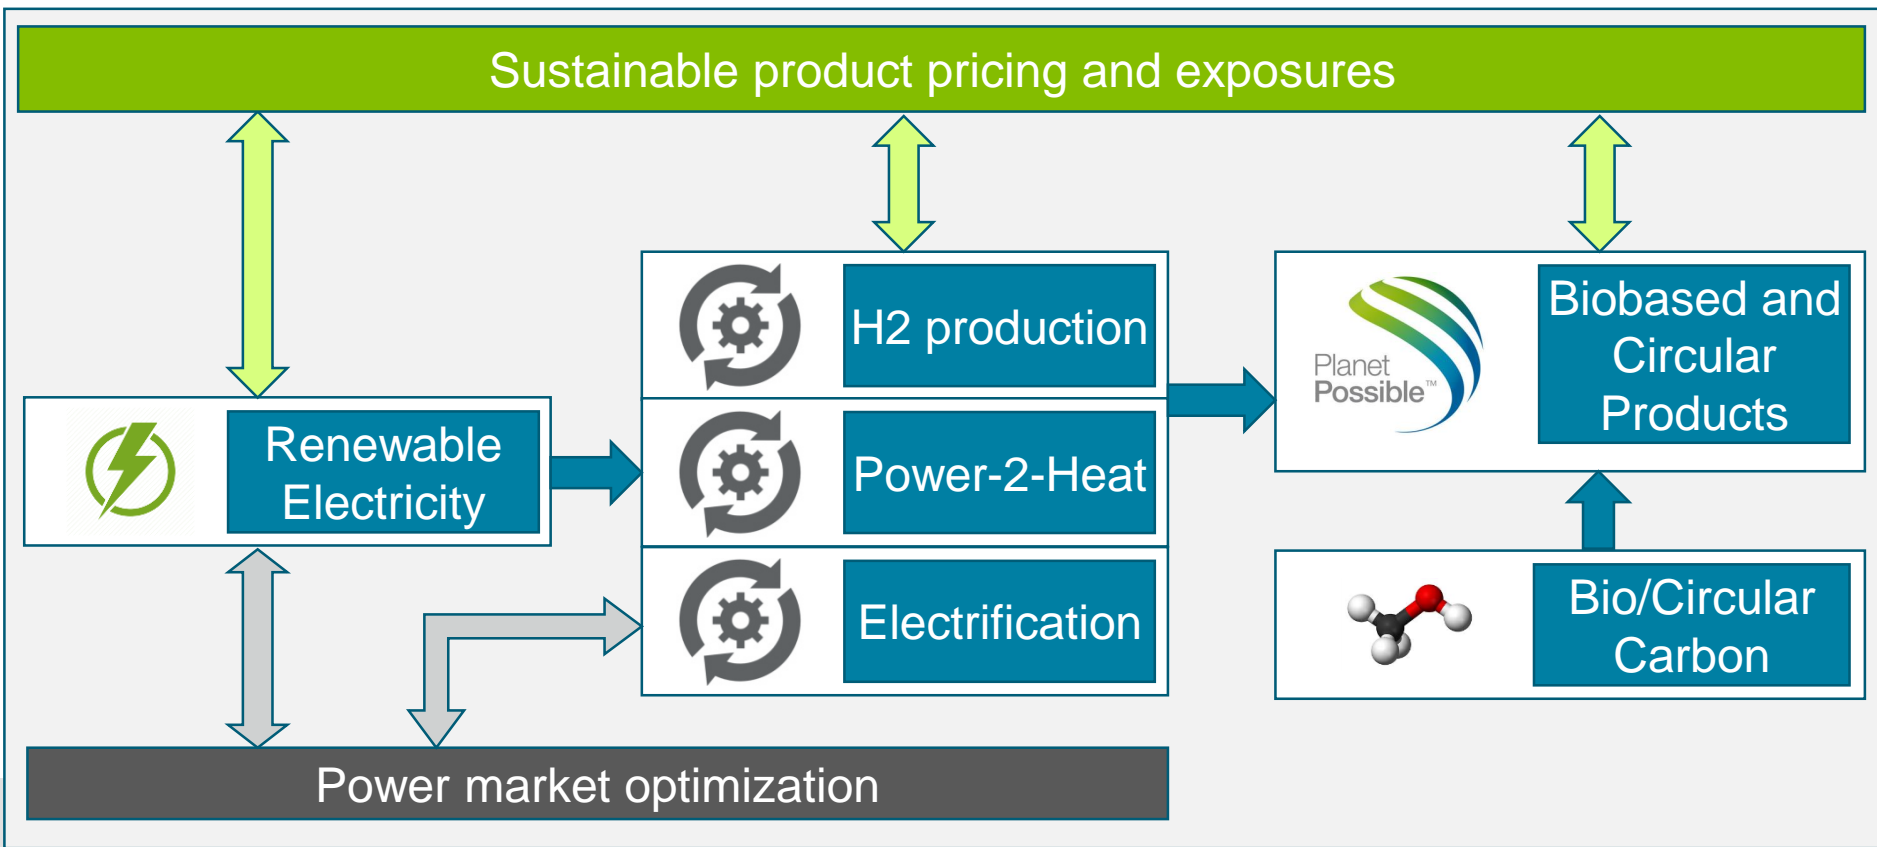 Sustainable product pricing and exposures
H2 production
Power-2-Heat
Electrification
Renewable
Electricity
Planet
Possible™
Biobased and
Circular
Products
Bio/Circular
Carbon
Power market optimization